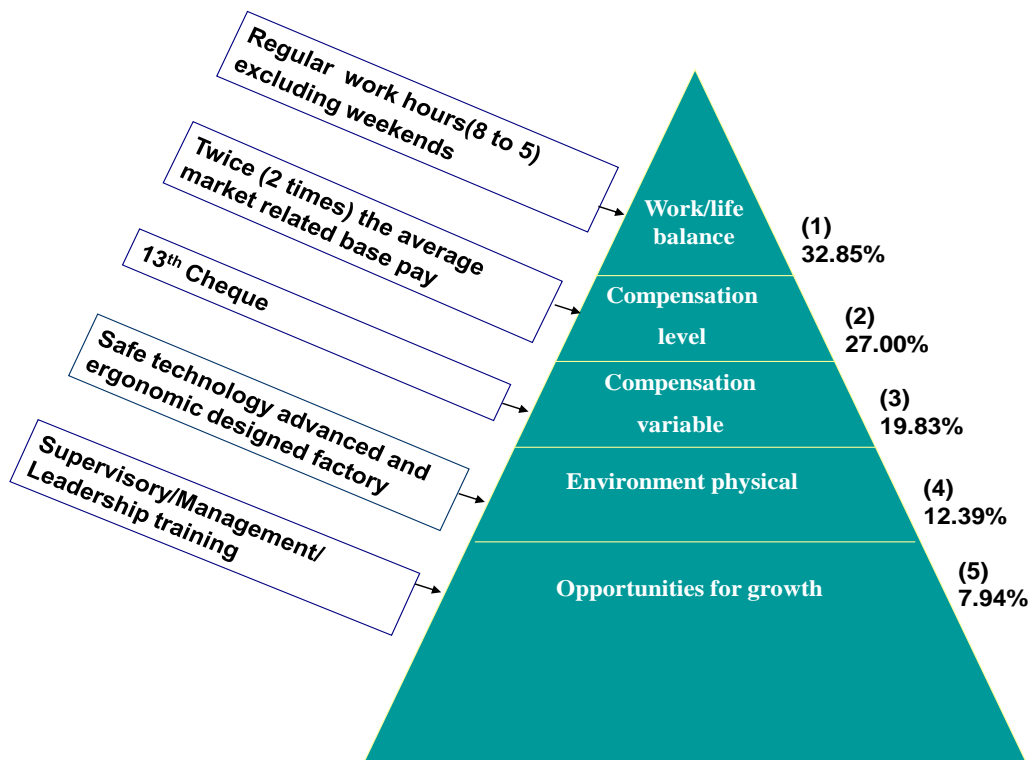 Regular work hours(8 to 5)
excluding weekends
Twice (2 times) the average
market related base pay
13th Cheque
Safe technology advanced and
ergonomic designed factory
Supervisory/Management/
Leadership training
Work/life
balance
(1)
32.85%
Compensation
level
(2)
27.00%
Compensation
variable
(3)
19.83%
Environment physical
(4)
12.39%
Opportunities for growth
(5)
7.94%